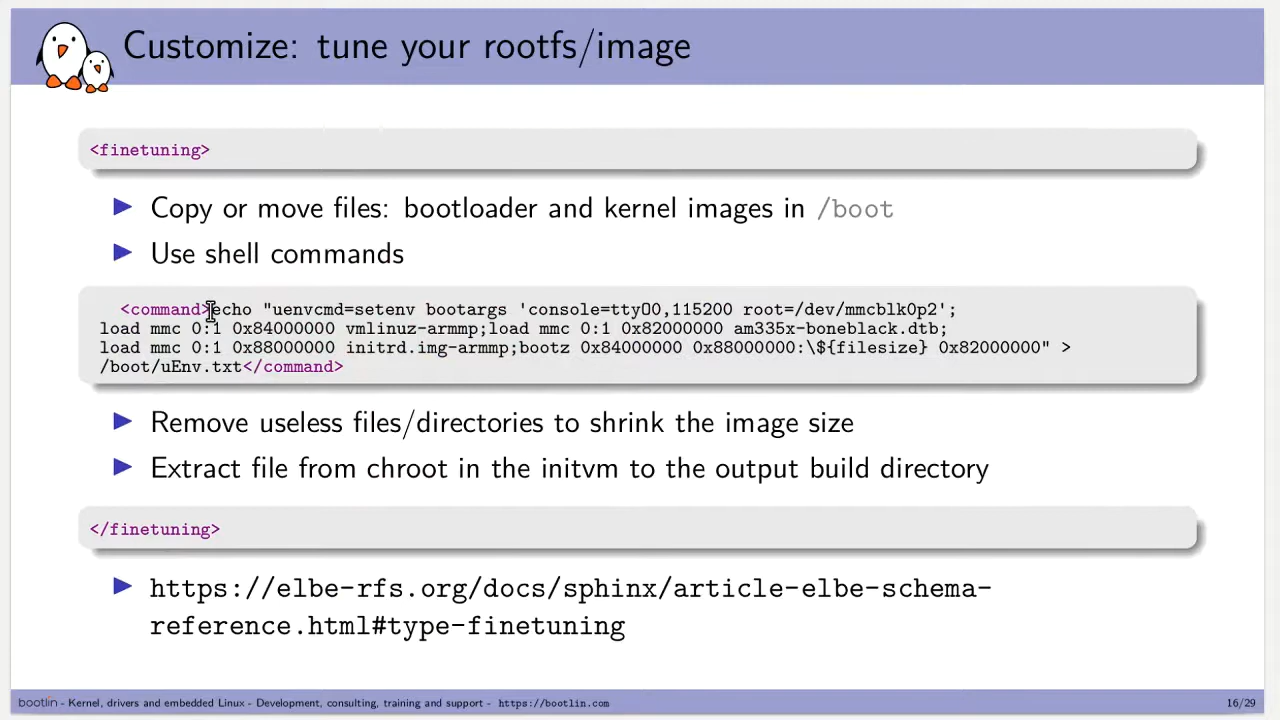 Customize: tune your rootfs/image
<finetuning>
Copy or move files: bootloader and kernel images in /boot
Use shell commands
<command>echo "uenvcmd=setenv bootargs 'console=ttyO0,115200 root=/dev/mmcblk0p2';
load mmc 0:1 0x84000000 vmlinuz-armmp;load mmc 0:1 0x82000000 am335x-boneblack.dtb;
load mmc 0:1 0x88000000 initrd.img-armmp;bootz 0x84000000 0x88000000:\${filesize} 0x82000000" >
/boot/uEnv.txt</command>
Remove useless files/directories to shrink the image size
Extract file from chroot in the initvm to the output build directory
</finetuning>
https://elbe-rfs.org/docs/sphinx/article-elbe-schema-
reference.html#type-finetuning
bootlin - Kernel, drivers and embedded Linux - Development, consulting, training and support - https://bootlin.com
16/29